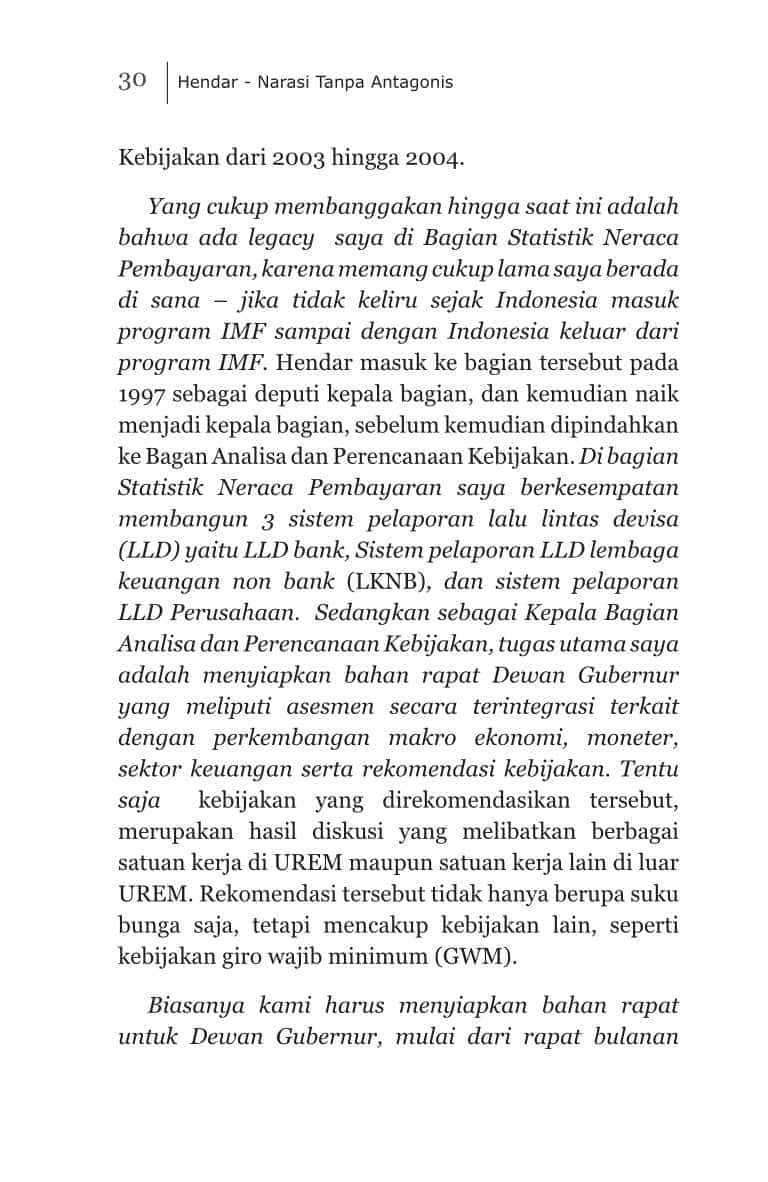 30 Hendar - Narasi Tanpa Antagonis
Kebijakan dari 2003 hingga 2004.
Yang cukup membanggakan hingga saat ini adalah
bahwa ada legacy saya di Bagian Statistik Neraca
Pembayaran, karena memang cukup lama saya berada
di sana – jika tidak keliru sejak Indonesia masuk
program IMF sampai dengan Indonesia keluar dari
program IMF. Hendar masuk ke bagian tersebut pada
1997 sebagai deputi kepala bagian, dan kemudian naik
menjadi kepala bagian, sebelum kemudian dipindahkan
ke Bagan Analisa dan Perencanaan Kebijakan. Di bagian
Statistik Neraca Pembayaran saya berkesempatan
membangun 3 sistem pelaporan lalu lintas devisa
(LLD) yaitu LLD bank, Sistem pelaporan LLD lembaga
keuangan non bank (LKNB), dan sistem pelaporan
LLD Perusahaan. Sedangkan sebagai Kepala Bagian
Analisa dan Perencanaan Kebijakan, tugas utama saya
adalah menyiapkan bahan rapat Dewan Gubernur
yang meliputi asesmen secara terintegrasi terkait
dengan perkembangan makro ekonomi, moneter,
sektor keuangan serta rekomendasi kebijakan. Tentu
saja kebijakan yang direkomendasikan tersebut,
merupakan hasil diskusi yang melibatkan berbagai
satuan kerja di UREM maupun satuan kerja lain di luar
UREM. Rekomendasi tersebut tidak hanya berupa suku
bunga saja, tetapi mencakup kebijakan lain, seperti
kebijakan giro wajib minimum (GWM).
Biasanya kami harus menyiapkan bahan rapat
untuk Dewan Gubernur, mulai dari rapat bulanan